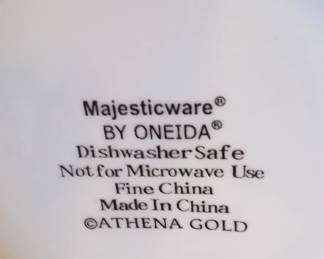 Majesticware®
BY ONEIDA®
Dishwasher Safe
Not for Microwave Use
Fine China
Made In China
©ATHENA GOLD